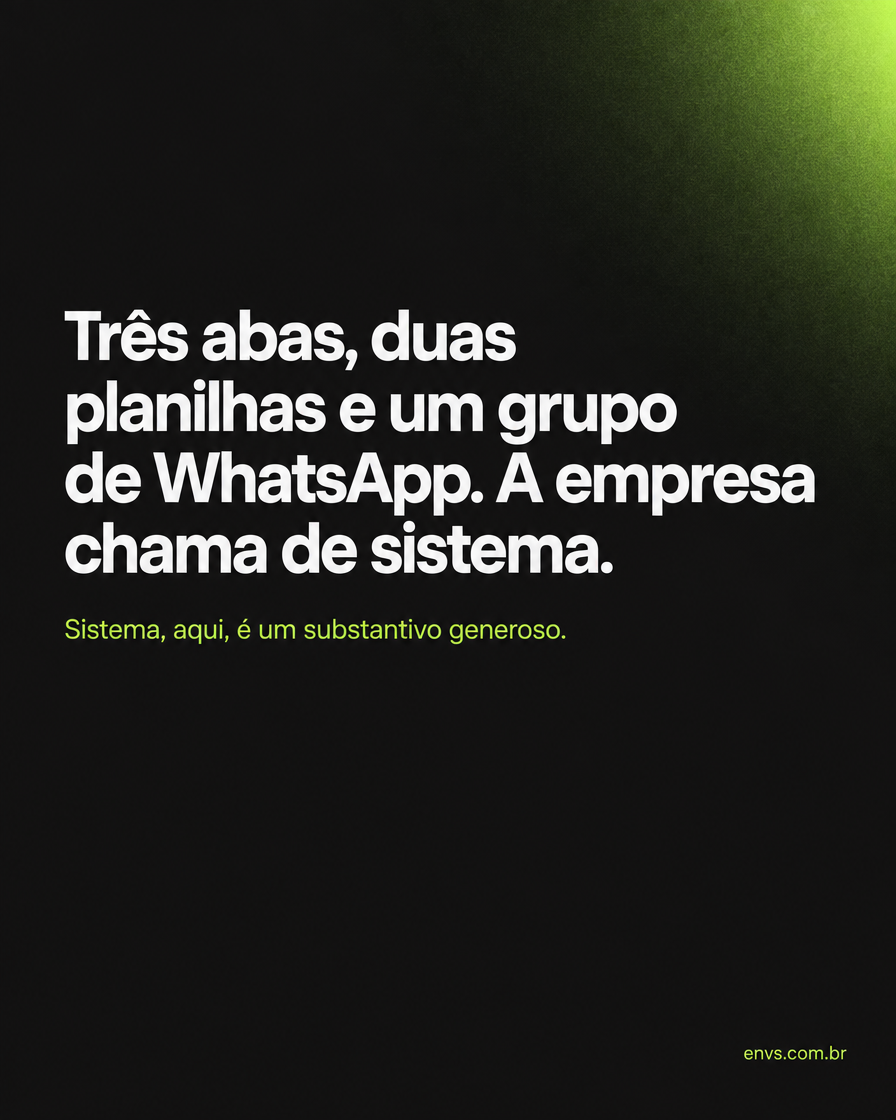 Três abas, duas
planilhas e um grupo
de WhatsApp. A empresa
chama de sistema.
Sistema, aqui, é um substantivo generoso.
envs.com.br